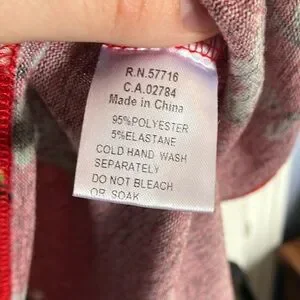 R.N.57716
C.A.02784
Made in China
95%POLYESTER
5%ELASTANE
COLD HAND WASH
SEPARATELY
DO NOT BLEACH
OR SOAK